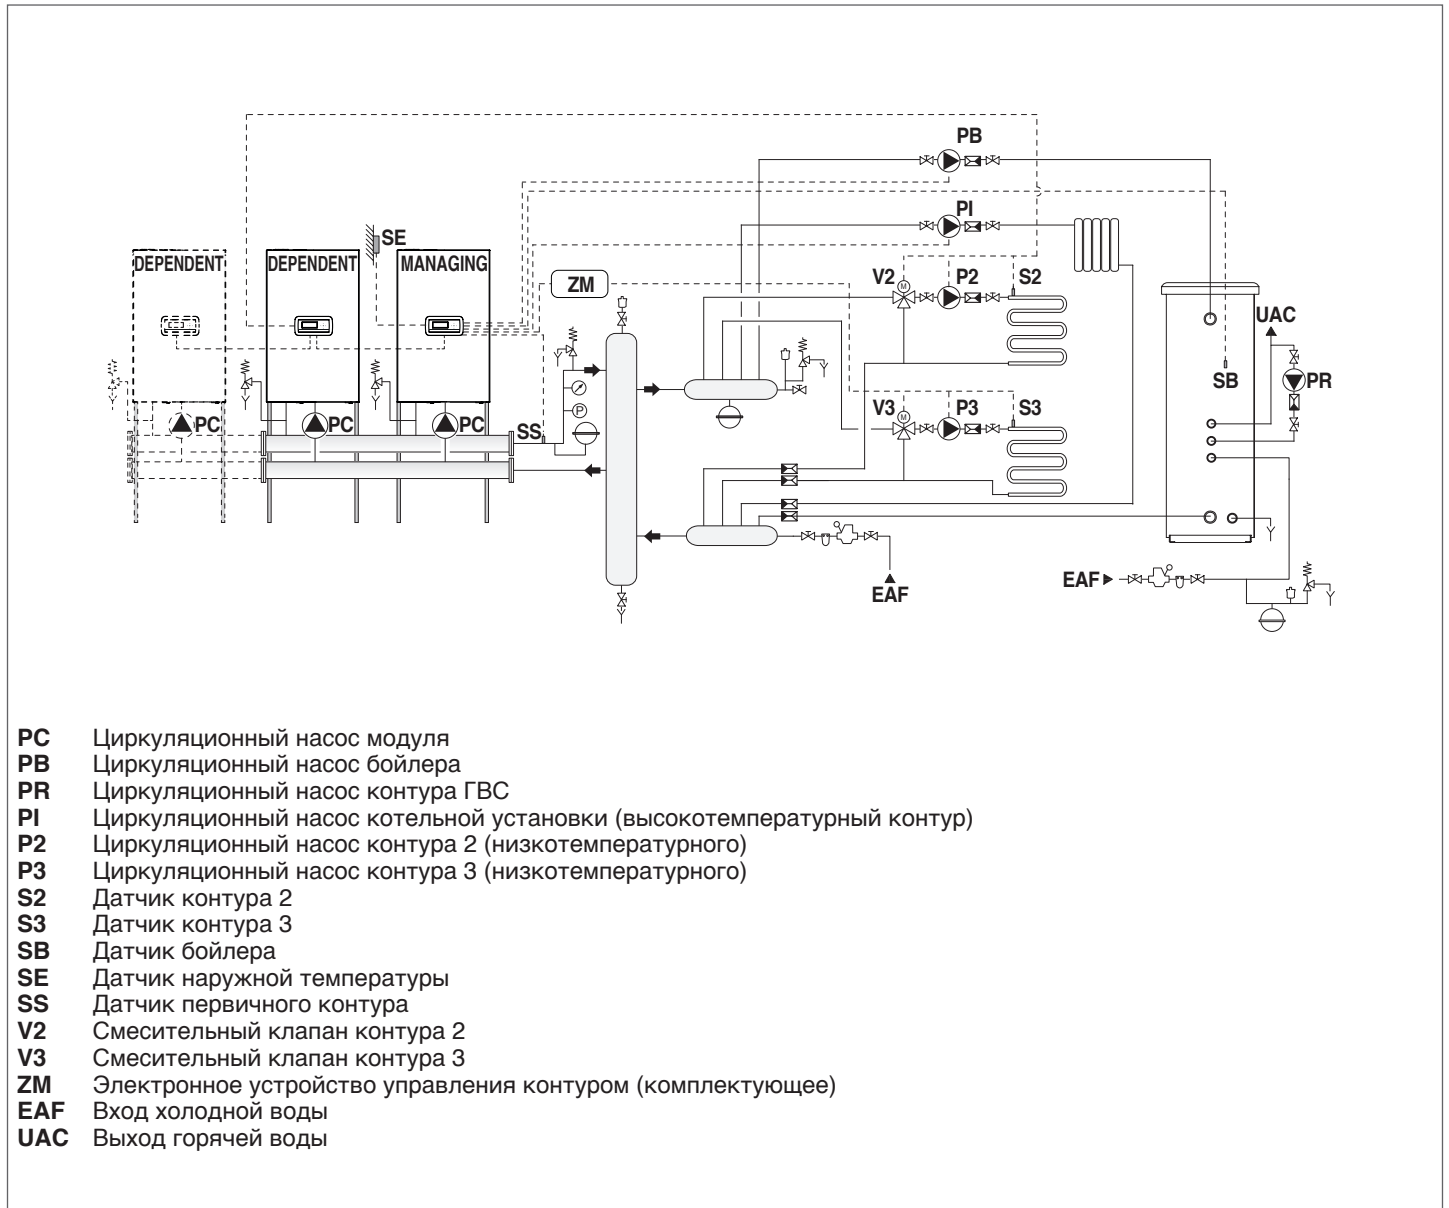 PB
PI
SE
DEPENDENT DEPENDENT MANAGING
ZM
V2 P2 S2
M
UAC
SB PR
V3 P3 S3
M
PC PC PC SS
P
EAF
EAF
PC Циркуляционный насос модуля
PB Циркуляционный насос бойлера
PR Циркуляционный насос контура ГВС
PI Циркуляционный насос котельной установки (высокотемпературный контур)
P2 Циркуляционный насос контура 2 (низкотемпературного)
P3 Циркуляционный насос контура 3 (низкотемпературного)
S2 Датчик контура 2
S3 Датчик контура 3
SB Датчик бойлера
SE Датчик наружной температуры
SS Датчик первичного контура
V2 Смесительный клапан контура 2
V3 Смесительный клапан контура 3
ZM Электронное устройство управления контуром (комплектующее)
EAF Вход холодной воды
UAC Выход горячей воды